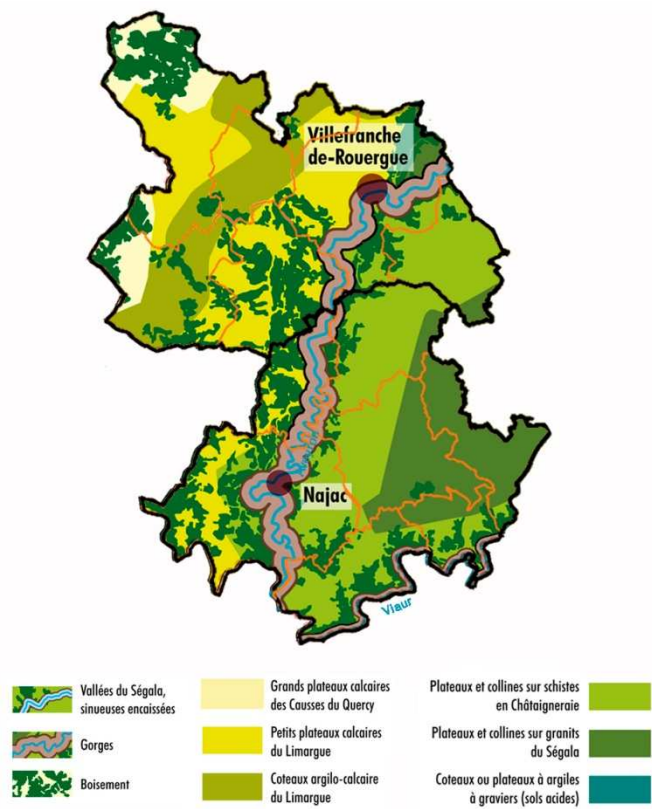 Villefranche
de-Rouergue
Najac
Viaur
Vallées du Ségala,
sinueuses encaissées
Gorges
Boisement
Grands plateaux calcaires
des Causses du Quercy
Petits plateaux calcaires
du Limargue
Coteaux argilo-calcaire
du Limargue
Plateaux et collines sur schistes
en Châtaigneraie
Plateaux et collines sur granits
du Ségala
Coteaux ou plateaux à argiles
à graviers (sols acides)